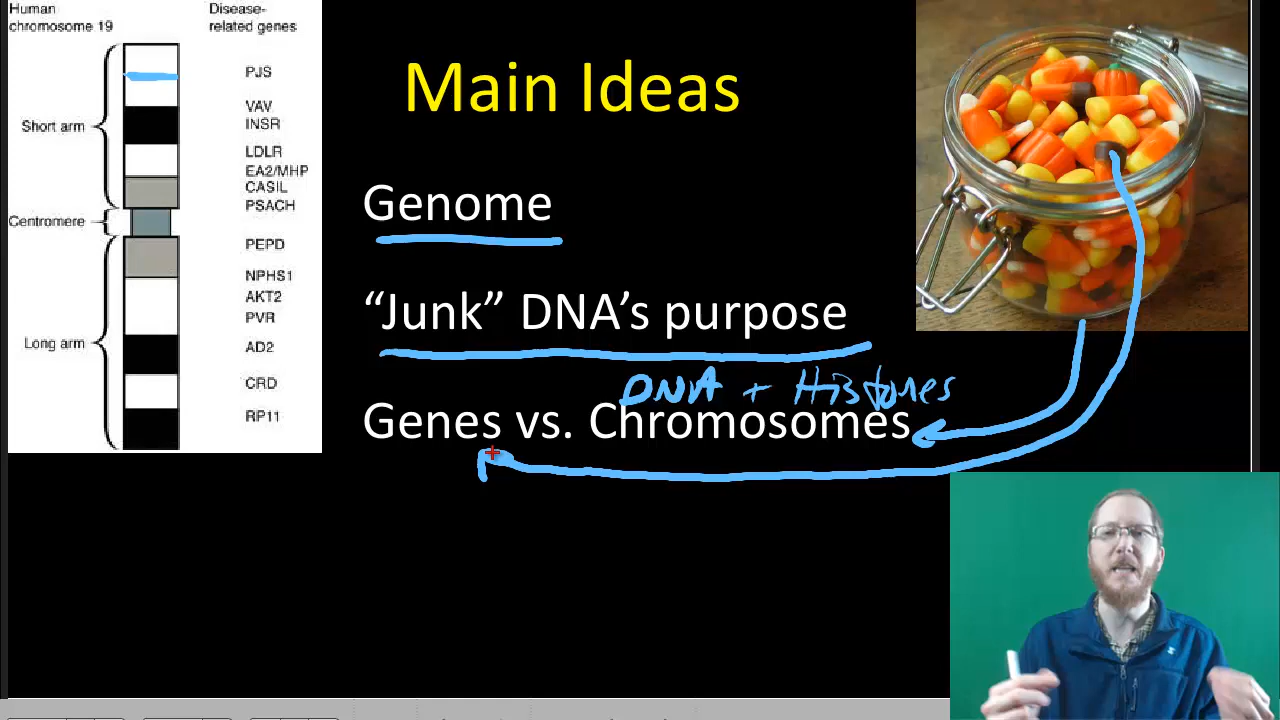 Human
chromosome 19
Disease-
related genes
PJS
VAV
INSR
Short arm
LDLR
EA2/MHP
CASIL
PSACH
Centromere
PEPD
NPHS1
AKT2
PVR
Long arm
AD2
CRD
RP11
Main Ideas
Genome
“Junk” DNA’s purpose
DNA + Histones
Genes vs. Chromosomes